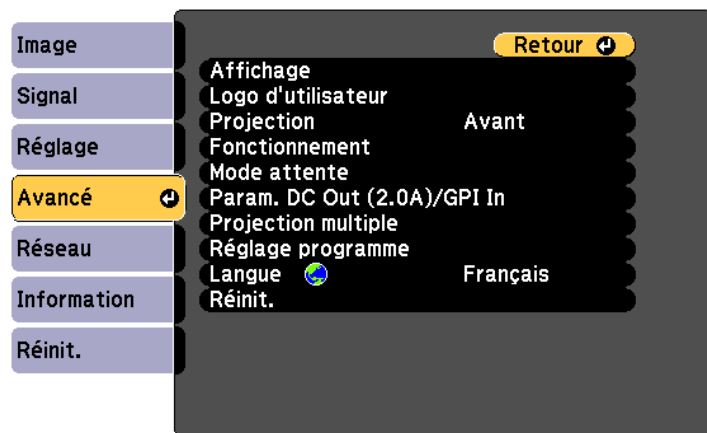 Image
Signal
Réglage
Avancé
Réseau
Information
Réinit.
Retour
Affichage
Logo d'utilisateur
Projection Avant
Fonctionnement
Mode attente
Param. DC Out (2.0A)/GPI In
Projection multiple
Réglage programme
Langue Français
Réinit.